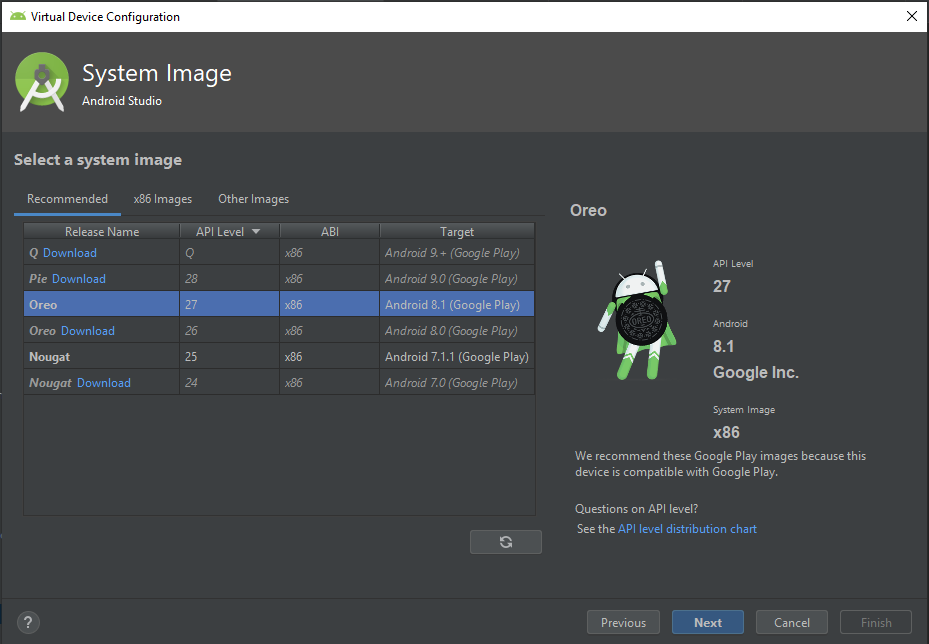 Virtual Device Configuration
System Image
Android Studio
Select a system image
Recommended x86 Images Other Images
Release Name API Level ABI Target
Q Download Q x86 Android 9.+ (Google Play)
Pie Download 28 x86 Android 9.0 (Google Play)
Oreo 27 x86 Android 8.1 (Google Play)
Oreo Download 26 x86 Android 8.0 (Google Play)
Nougat 25 x86 Android 7.1.1 (Google Play)
Nougat Download 24 x86 Android 7.0 (Google Play)
Oreo
OREO
API Level
27
Android
8.1
Google Inc.
System Image
x86
We recommend these Google Play images because this
device is compatible with Google Play.
Questions on API level?
See the API level distribution chart
? Previous Next Cancel Finish